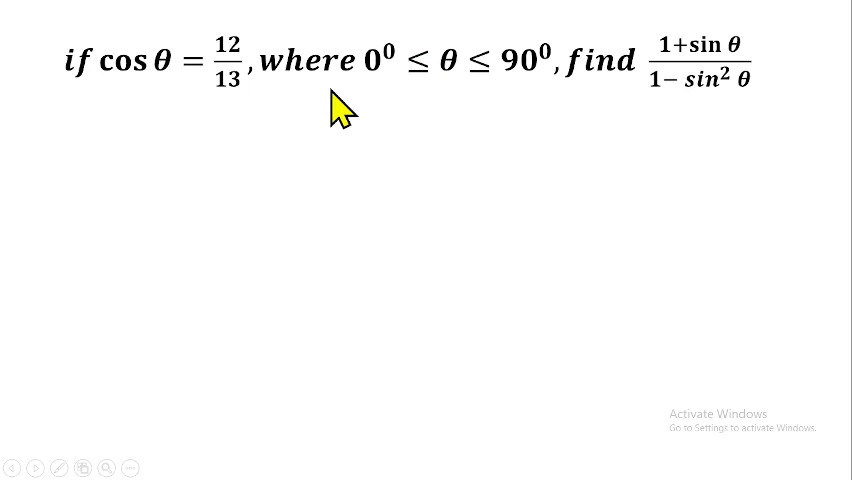 if cos θ = 12/13, where 0⁰ ≤ θ ≤ 90⁰, find (1+sin θ)/(1− sin² θ)
Activate Windows
Go to Settings to activate Windows.